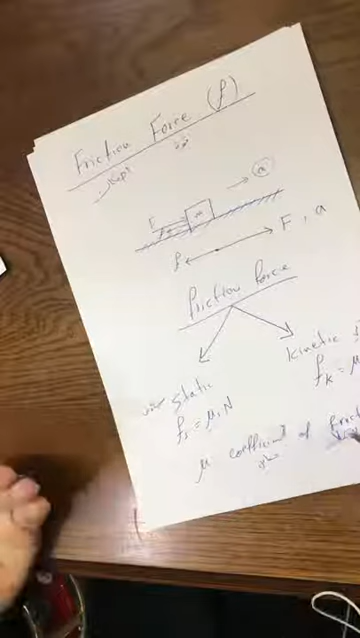 Friction Force (f)
a
m
F
f
F, a
Friction Force
Static
kinetic
fs = μs N
fk = μ
μ coefficient of Frict